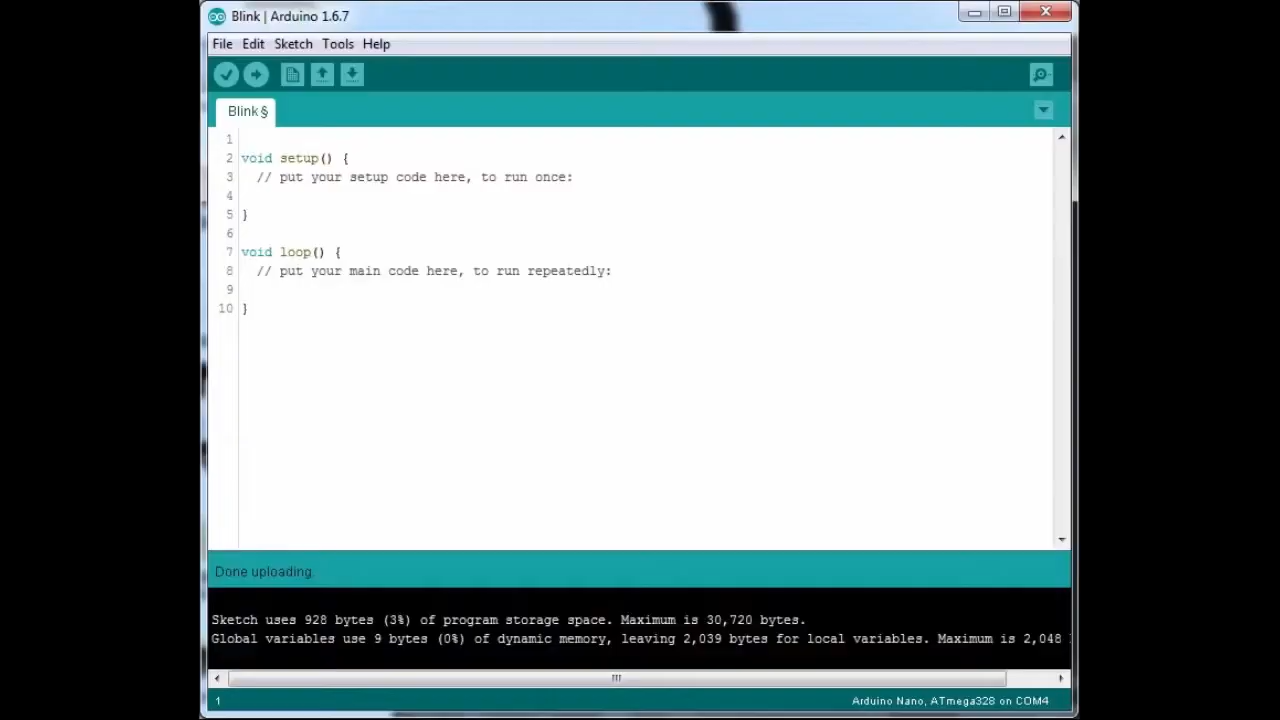 Blink | Arduino 1.6.7
File Edit Sketch Tools Help
Blink §
1
2 void setup() {
3 // put your setup code here, to run once:
4
5 }
6
7 void loop() {
8 // put your main code here, to run repeatedly:
9
10 }
Done uploading.
Sketch uses 928 bytes (3%) of program storage space. Maximum is 30,720 bytes.
Global variables use 9 bytes (0%) of dynamic memory, leaving 2,039 bytes for local variables. Maximum is 2,048
1 Arduino Nano, ATmega328 on COM4